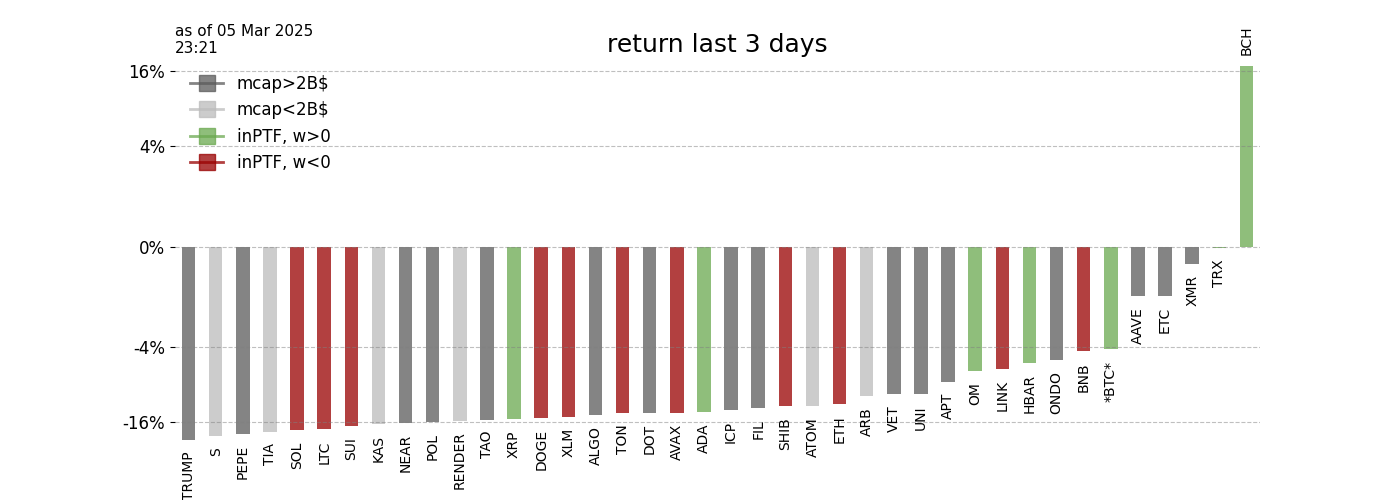 as of 05 Mar 2025
23:21
return last 3 days
16%
4%
0%
-4%
-16%
mcap>2B$
mcap<2B$
inPTF, w>0
inPTF, w<0
TRUMP
S
PEPE
TIA
SOL
LTC
SUI
KAS
NEAR
POL
RENDER
TAO
XRP
DOGE
XLM
ALGO
TON
DOT
AVAX
ADA
ICP
FIL
SHIB
ATOM
ETH
ARB
VET
UNI
APT
OM
LINK
HBAR
ONDO
BNB
*BTC*
AAVE
ETC
XMR
TRX
BCH